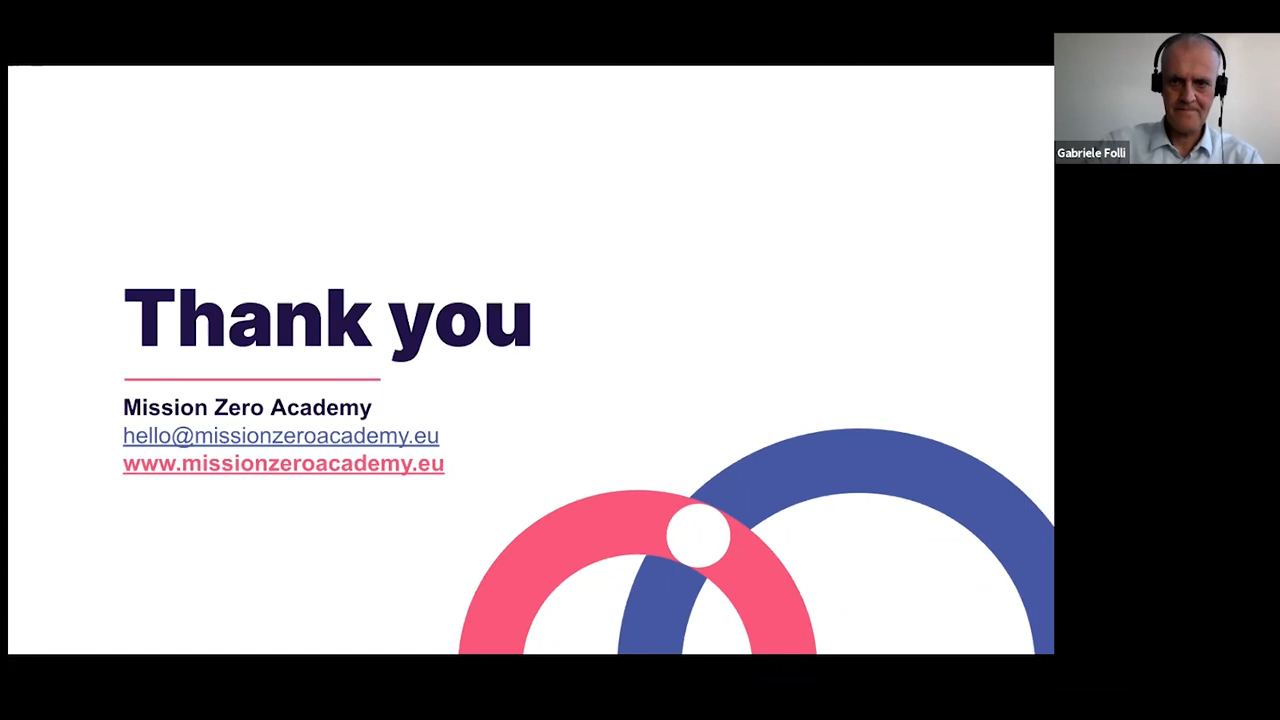 Gabriele Folli
Thank you
Mission Zero Academy
hello@missionzeroacademy.eu
www.missionzeroacademy.eu